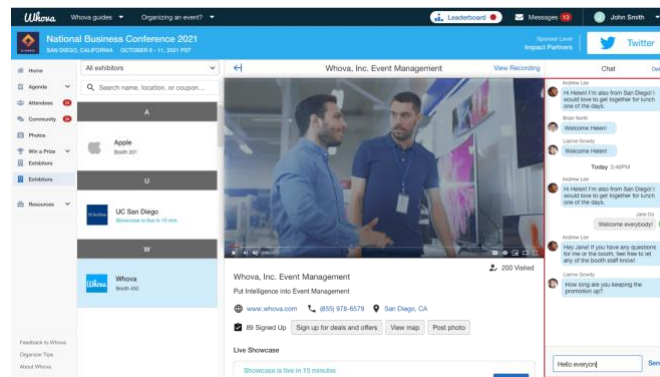 Whova
Whova guides
Organizing an event?
Leaderboard
Messages 13
John Smith
National Business Conference 2021
SAN DIEGO, CALIFORNIA OCTOBER 9 - 11, 2021 PST
Sponsor Level
Impact Partners
Twitter
Home
Agenda
Attendees
Community
Photos
Win a Prize
Exhibitors
Exhibitors
Resources
Feedback to Whova
Organizer Tips
About Whova
All exhibitors
Search name, location, or coupon...
A
Apple
Booth 201
U
UC San Diego
Showcase is live in 15 min
W
Whova
Whova
Booth 450
Whova, Inc. Event Management
View Recording
200 Visited
Whova, Inc. Event Management
Put Intelligence into Event Management
www.whova.com
(855) 978-6579
San Diego, CA
89 Signed Up
Sign up for deals and offers
View map
Post photo
Live Showcase
Showcase is live in 15 minutes
Chat
Andrew Lee
Hi Helen! I'm also from San Diego! I
would love to get together for lunch
one of the days.
Brian North
Welcome Helen!
Lianne Gowdy
Welcome Helen!
Today 3:49PM
Andrew Lee
Hi Helen! I'm also from San Diego! I
would love to get together for lunch
one of the days.
Jane Do
Welcome everybody!
Andrew Lee
Hey Jane! If you have any questions
for me or the booth, feel free to let
any of the booth staff know!
Lianne Gowdy
How long are you keeping the
promotion up?
Hello everyon
Sen